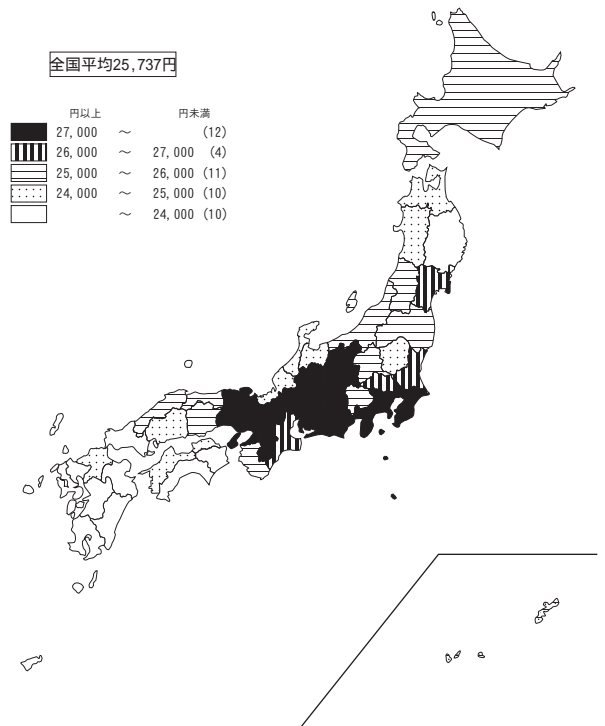 全国平均25,737円
円以上 円未満
27,000 ～ (12)
26,000 ～ 27,000 (4)
25,000 ～ 26,000 (11)
24,000 ～ 25,000 (10)
～ 24,000 (10)